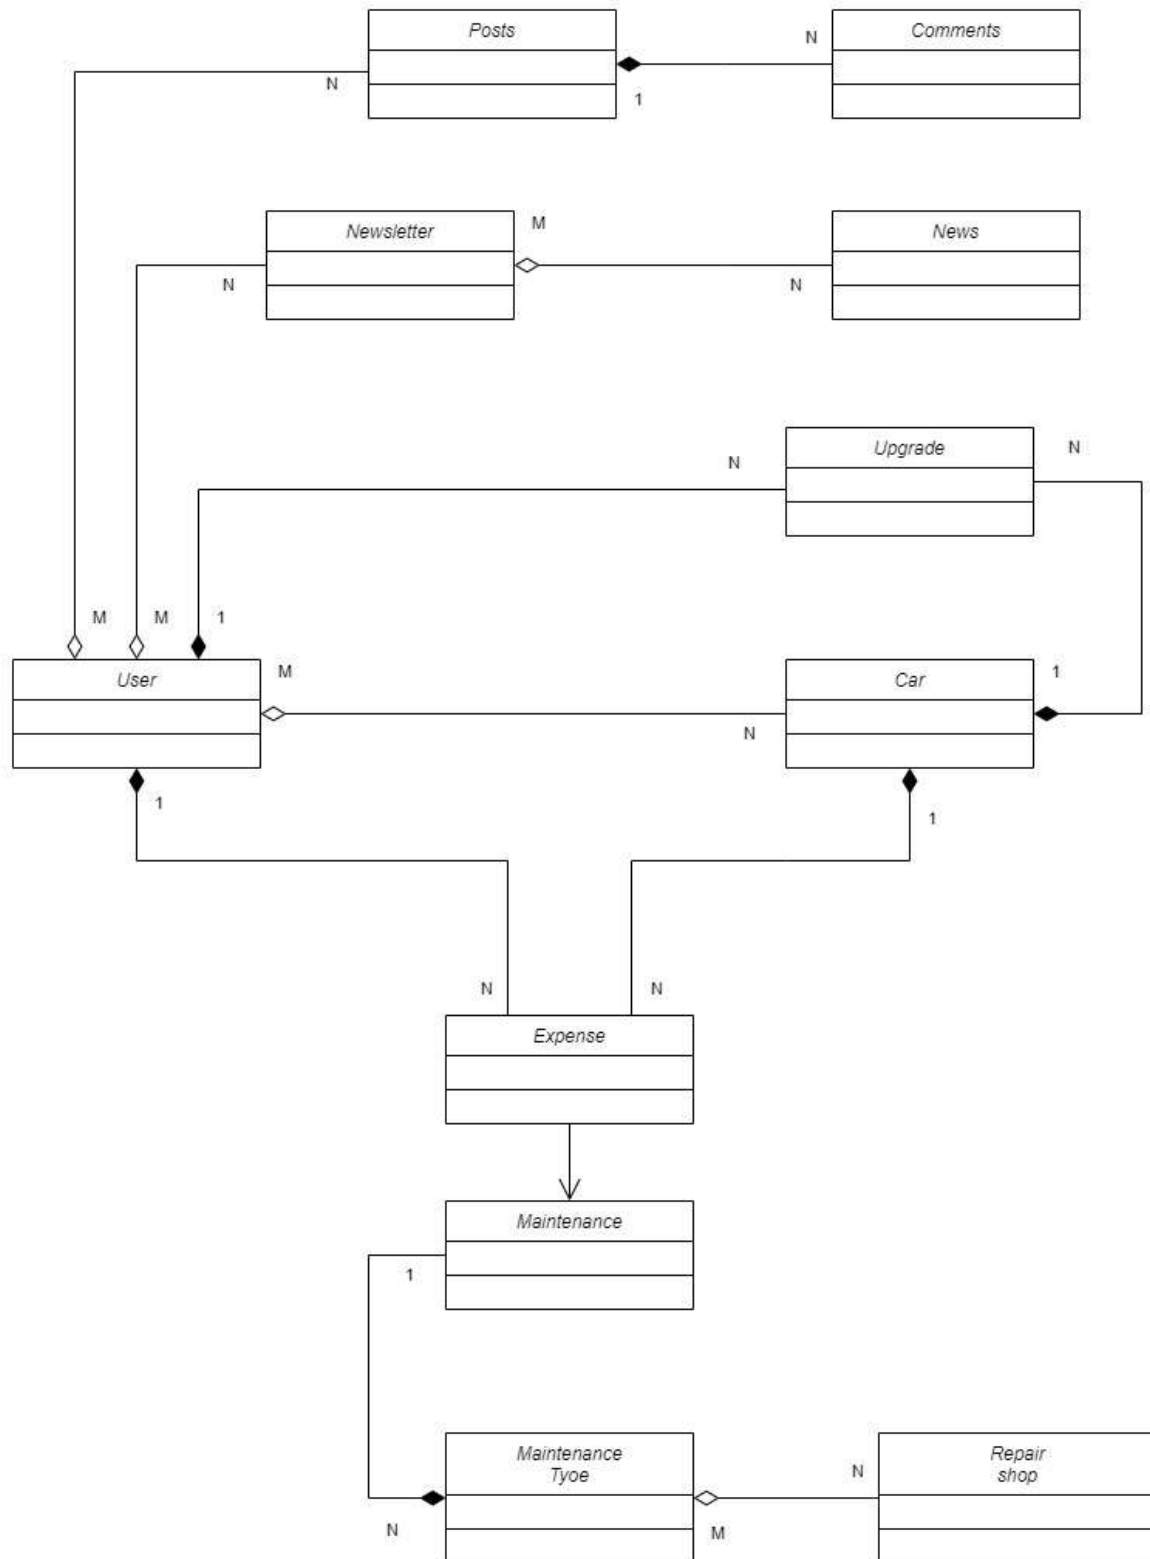 Posts
N
Comments
N
1
Newsletter
M
News
N
N
Upgrade
N
N
M
M
1
User
M
Car
1
N
1
1
N
N
Expense
Maintenance
1
Maintenance
Tyoe
Repair
shop
N
N
M